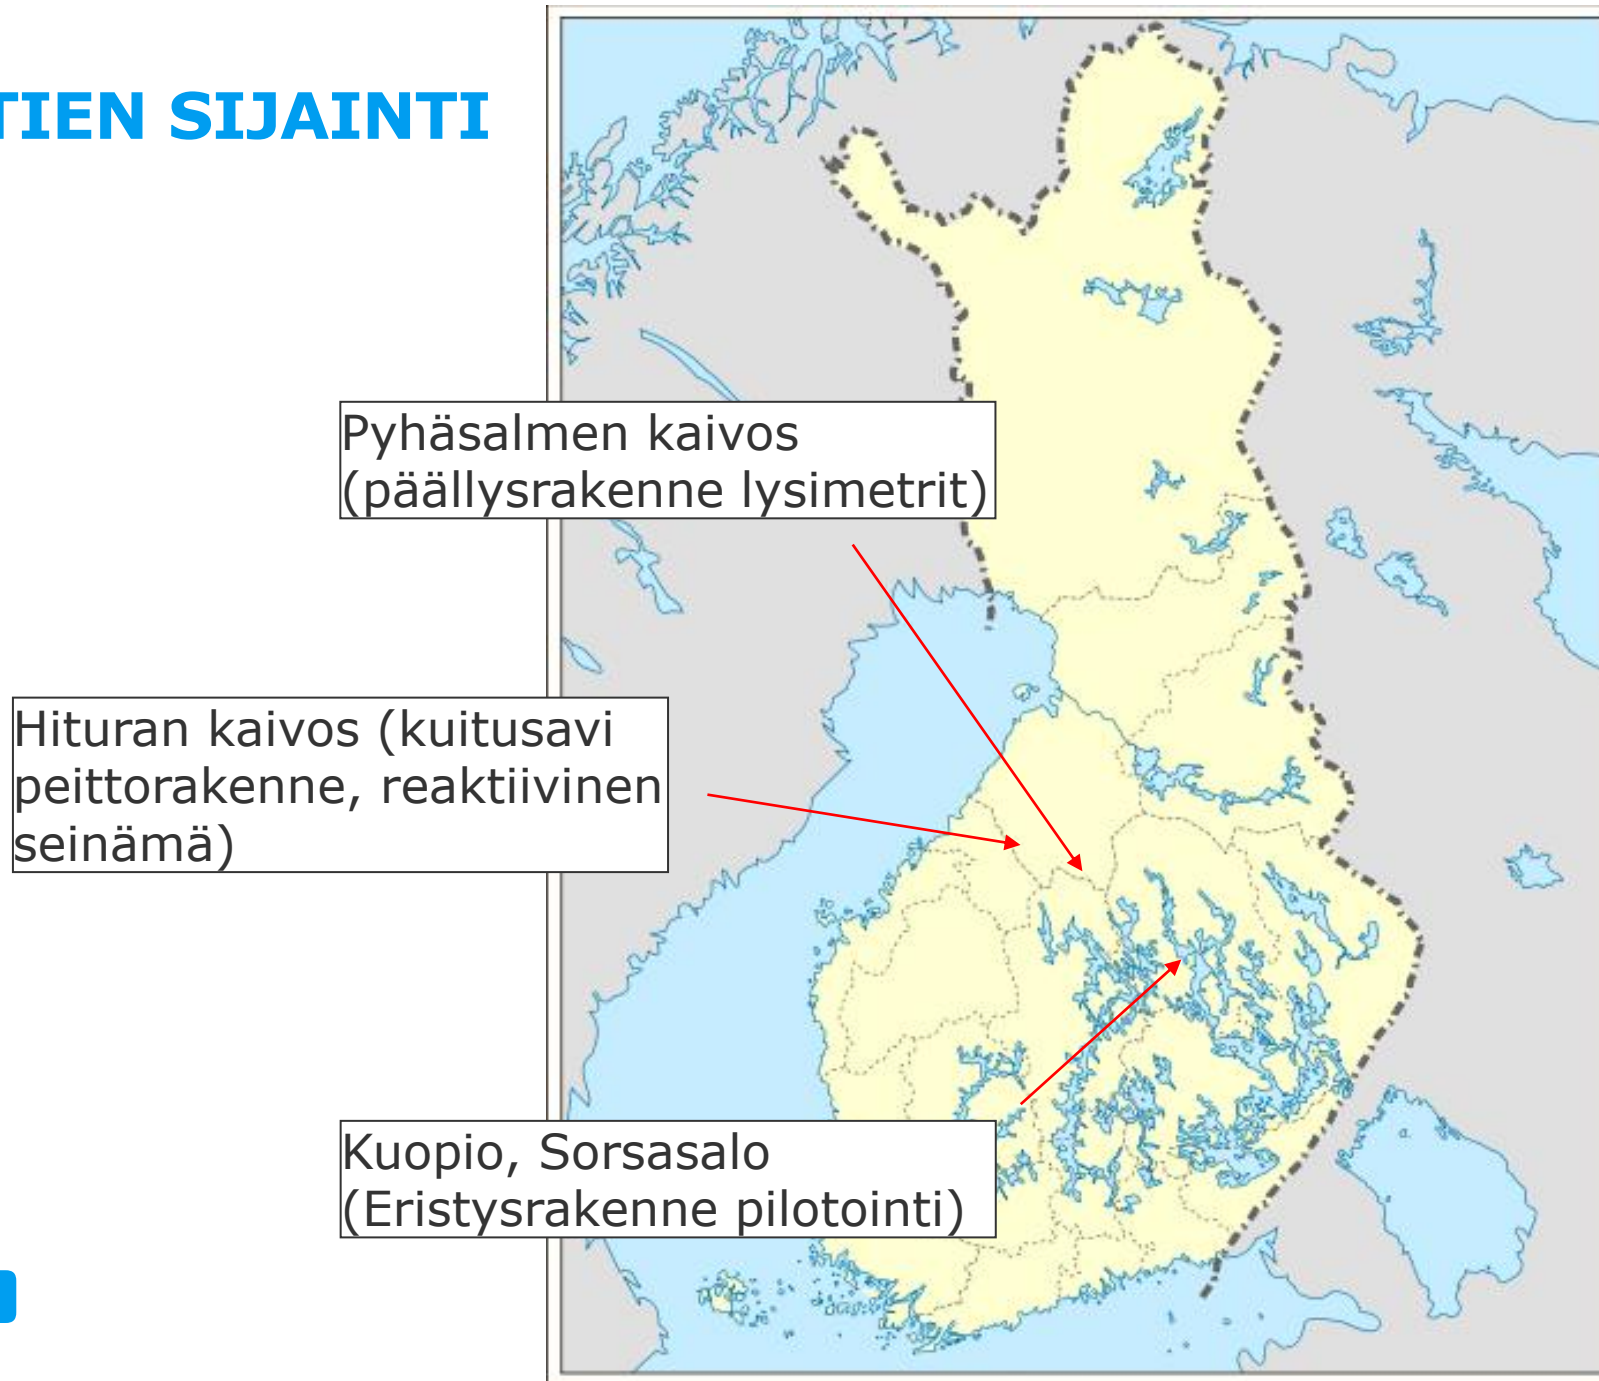 TIEN SIJAINTI
Pyhäsalmen kaivos
(päällysrakenne lysimetrit)
Hituran kaivos (kuitusavi
peittorakenne, reaktiivinen
seinämä)
Kuopio, Sorsasalo
(Eristysrakenne pilotointi)